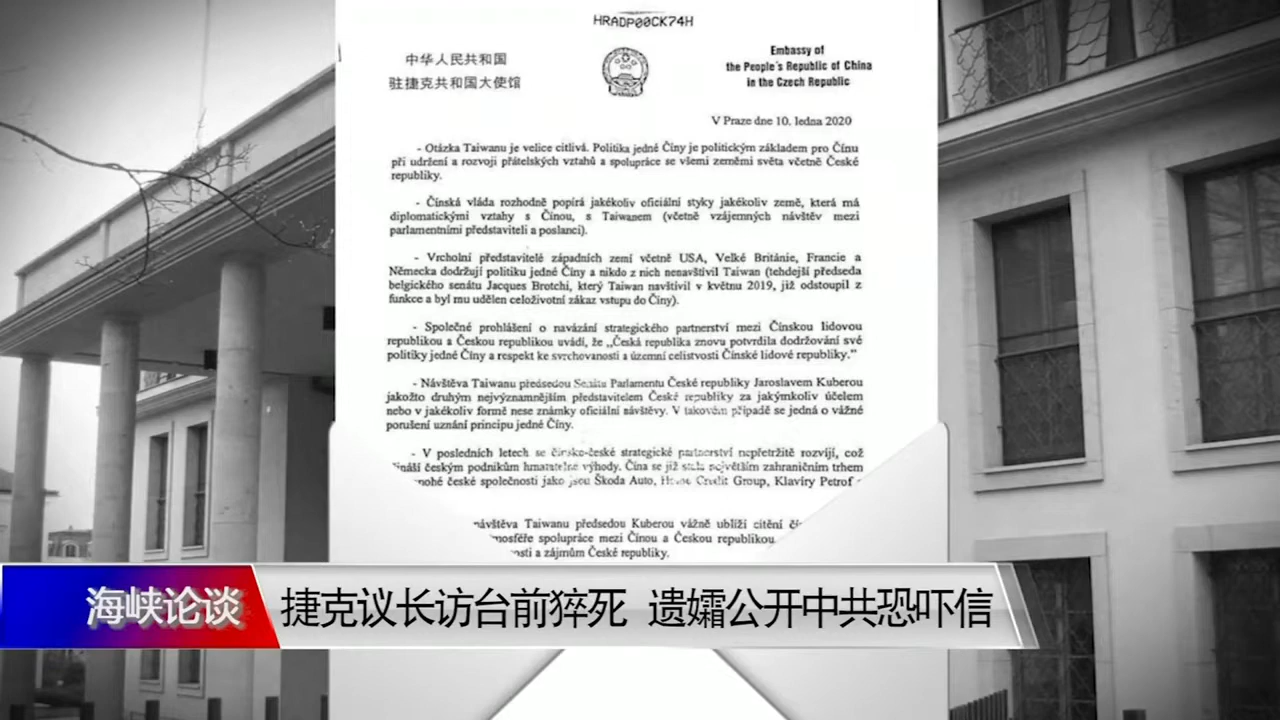 HRADP00CK74H
中华人民共和国
驻捷克共和国大使馆
Embassy of
the People's Republic of China
in the Czech Republic
V Praze dne 10. ledna 2020
- Otázka Taiwanu je velice citlivá. Politika jedné Číny je politickým základem pro Čínu
při udržení a rozvoji přátelských vztahů a spolupráce se všemi zeměmi světa včetně České
republiky.
- Čínská vláda rozhodně popírá jakékoliv oficiální styky jakékoliv země, která má
diplomatickými vztahy s Čínou, s Taiwanem (včetně vzájemných návštěv mezi
parlamentními představiteli a poslanci).
- Vrcholní představitelé západních zemí včetně USA, Velké Británie, Francie a
Německa dodržují politiku jedné Číny a nikdo z nich nenavštívil Taiwan (tehdejší předseda
belgického senátu Jacques Brotchi, který Taiwan navštívil v květnu 2019, již odstoupil z
funkce a byl mu udělen celoživotní zákaz vstupu do Číny).
- Společné prohlášení o navázání strategického partnerství mezi Čínskou lidovou
republikou a Českou republikou uvádí, že „Česká republika znovu potvrdila dodržování své
politiky jedné Číny a respekt ke svrchovanosti a územní celistvosti Čínské lidové republiky."
- Návštěva Taiwanu předsedou Senátu Parlamentu České republiky Jaroslavem Kuberou
jakožto druhým nejvýznamnějším představitelem České republiky za jakýmkoliv účelem
nebo v jakékoliv formě nese známky oficiální návštěvy. V takovém případě se jedná o vážné
porušení uznání principu jedné Číny.
- V posledních letech se čínsko-české strategické partnerství nepřetržitě rozvíjí, což
českým podnikům hmatatelné výhody. Čína se již stala největším zahraničním trhem
české společnosti jako jsou Škoda Auto, Home Credit Group, Klavíry Petrof
návštěva Taiwanu předsedou Kuberou vážně ublíží cítění
spolupráce mezi Čínou a Českou republikou
a zájmům České republiky.
海峡论谈
捷克议长访台前猝死 遗孀公开中共恐吓信